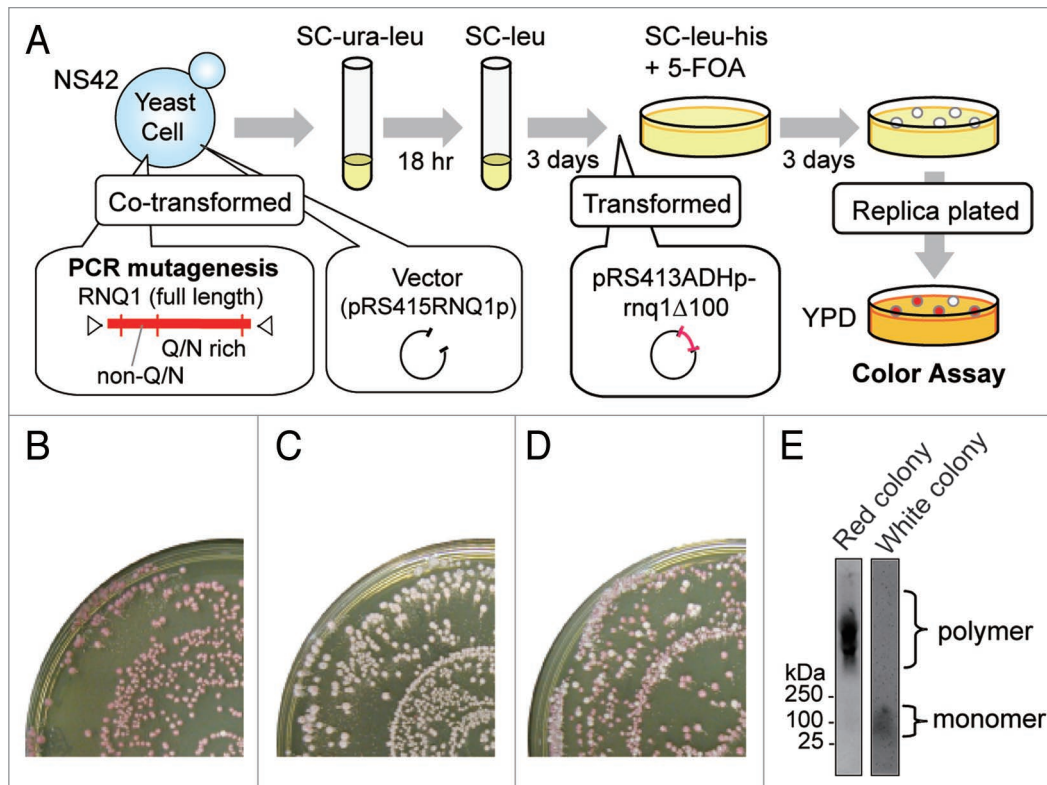 A
NS42
Yeast
Cell
SC-ura-leu
SC-leu
SC-leu-his
+ 5-FOA
18 hr
3 days
3 days
Co-transformed
Transformed
Replica plated
PCR mutagenesis
RNQ1 (full length)
Q/N rich
non-Q/N
Vector
(pRS415RNQ1p)
pRS413ADHp-
rnq1Δ100
YPD
Color Assay
B
C
D
E
Red colony
White colony
polymer
kDa
250
100
25
monomer